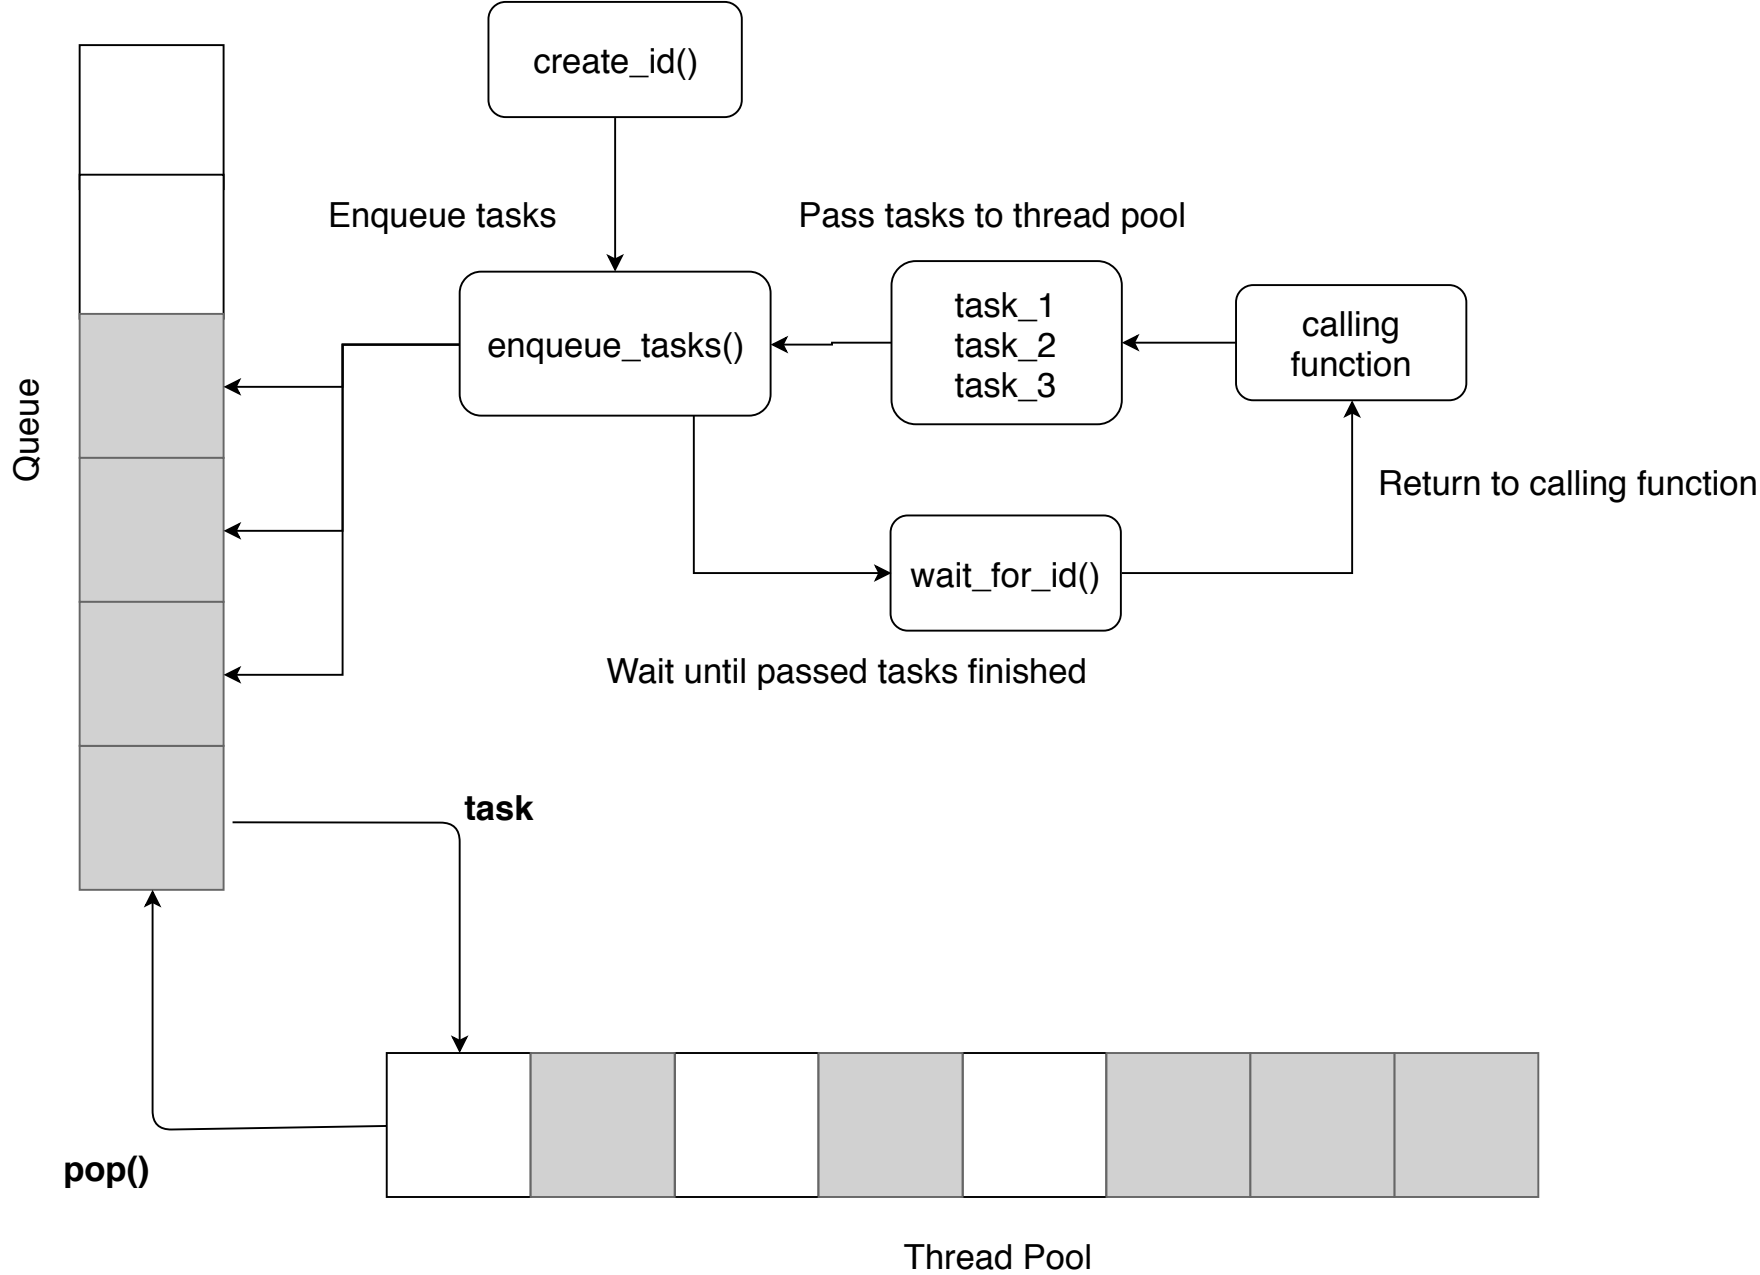 create_id()
Enqueue tasks
Pass tasks to thread pool
enqueue_tasks()
task_1
task_2
task_3
calling
function
Queue
Return to calling function
wait_for_id()
Wait until passed tasks finished
task
pop()
Thread Pool